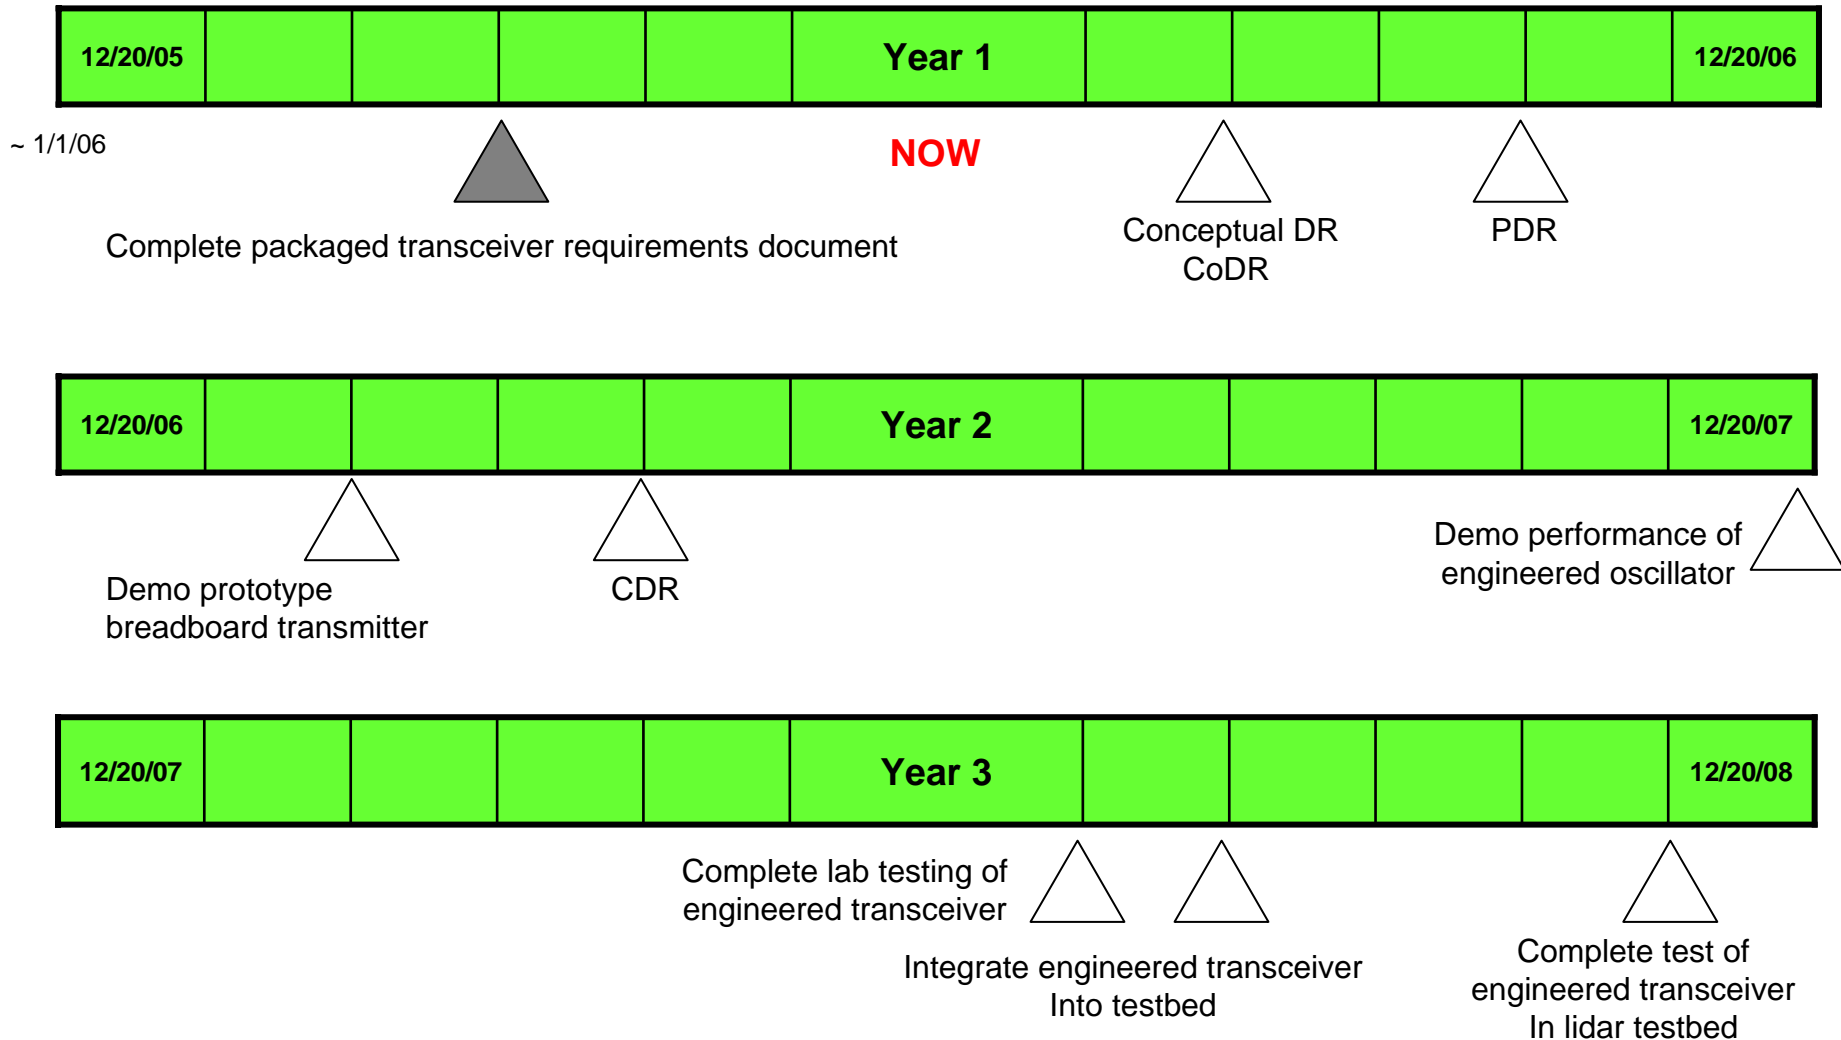 12/20/05
Year 1
12/20/06
~ 1/1/06
NOW
Complete packaged transceiver requirements document
Conceptual DR
CoDR
PDR
12/20/06
Year 2
12/20/07
Demo prototype
breadboard transmitter
CDR
Demo performance of
engineered oscillator
12/20/07
Year 3
12/20/08
Complete lab testing of
engineered transceiver
Integrate engineered transceiver
Into testbed
Complete test of
engineered transceiver
In lidar testbed